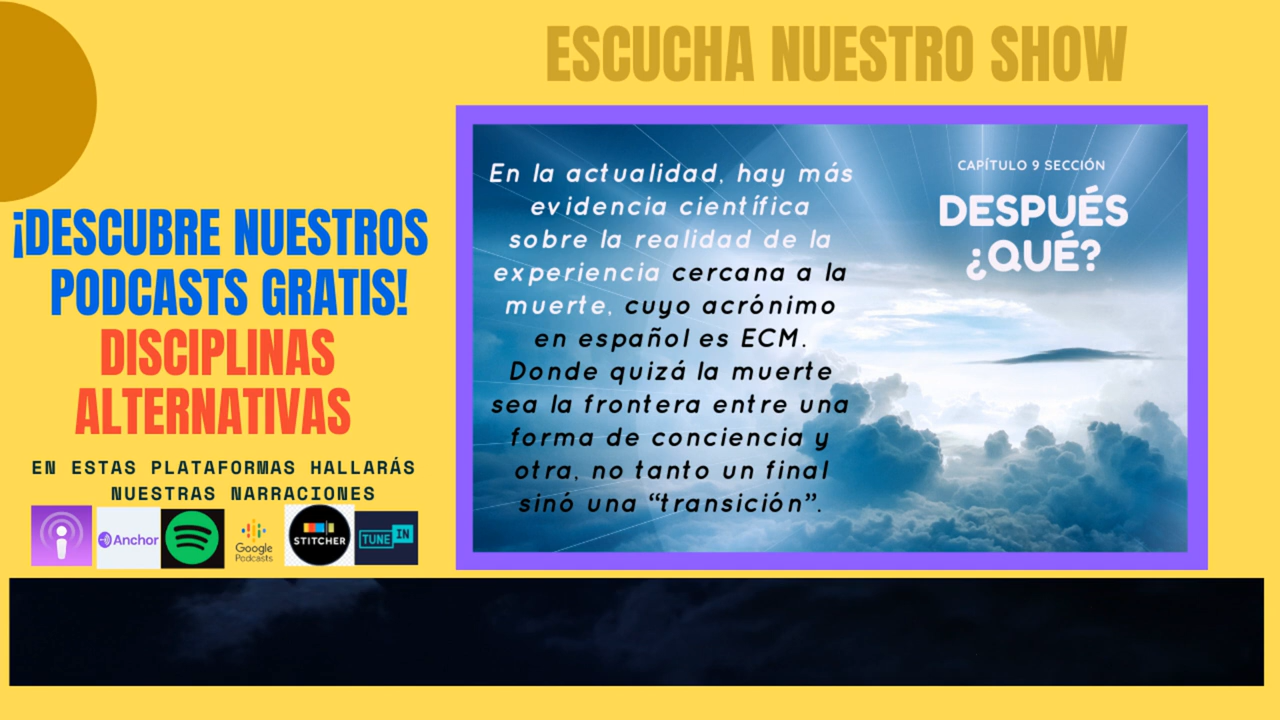 ESCUCHA NUESTRO SHOW
¡DESCUBRE NUESTROS
PODCASTS GRATIS!
DISCIPLINAS
ALTERNATIVAS
EN ESTAS PLATAFORMAS HALLARÁS
NUESTRAS NARRACIONES
Anchor
Google
Podcasts
STITCHER
TUNE IN
En la actualidad, hay más
evidencia científica
sobre la realidad de la
experiencia cercana a la
muerte, cuyo acrónimo
en español es ECM.
Donde quizá la muerte
sea la frontera entre una
forma de conciencia y
otra, no tanto un final
sinó una “transición”.
CAPÍTULO 9 SECCIÓN
DESPUÉS
¿QUÉ?